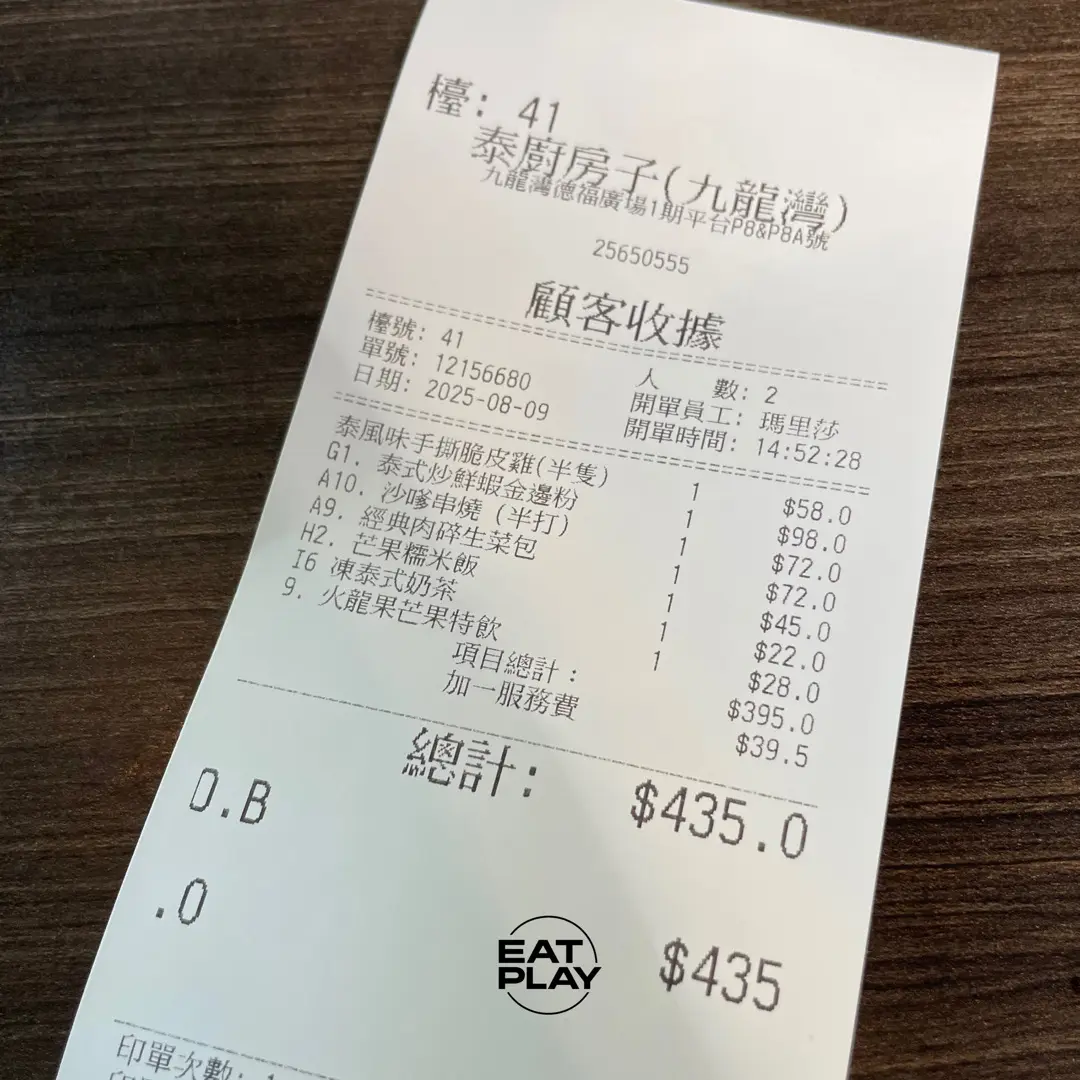 檯: 41
泰廚房子(九龍灣)
九龍灣德福廣場1期平台P8&P8A號
25650555
顧客收據
檯號: 41 人 數: 2
單號: 12156680 開單員工: 瑪里莎
日期: 2025-08-09 開單時間: 14:52:28
泰風味手撕脆皮雞(半隻) 1 $58.0
G1. 泰式炒鮮蝦金邊粉 1 $98.0
A10. 沙嗲串燒 (半打) 1 $72.0
A9. 經典肉碎生菜包 1 $72.0
H2. 芒果糯米飯 1 $45.0
I6 凍泰式奶茶 1 $22.0
9. 火龍果芒果特飲 1 $28.0
項目總計: $395.0
加一服務費 $39.5
總計: $435.0
O.B
.0 $435
EAT
PLAY
印單次數: